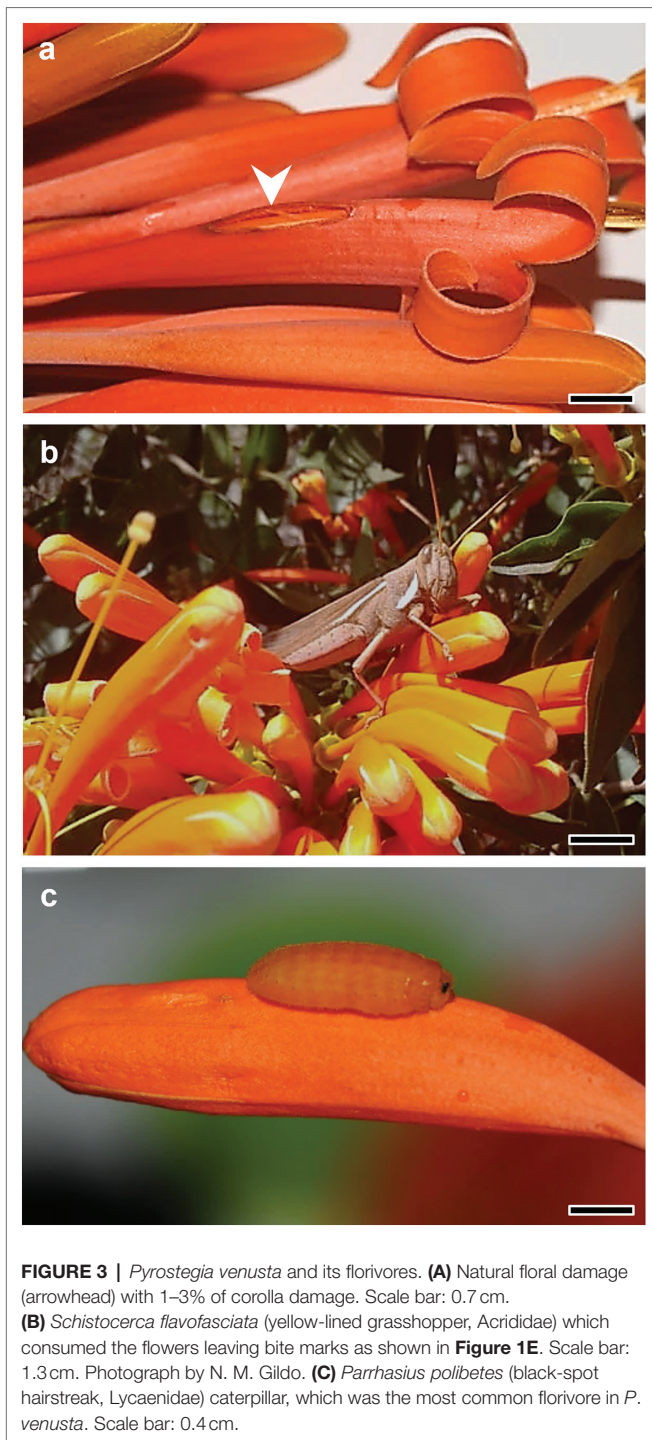 a
b
c
FIGURE 3 | Pyrostegia venusta and its florivores. (A) Natural floral damage
(arrowhead) with 1–3% of corolla damage. Scale bar: 0.7 cm.
(B) Schistocerca flavofasciata (yellow-lined grasshopper, Acrididae) which
consumed the flowers leaving bite marks as shown in Figure 1E. Scale bar:
1.3 cm. Photograph by N. M. Gildo. (C) Parrhasius polibetes (black-spot
hairstreak, Lycaenidae) caterpillar, which was the most common florivore in P.
venusta. Scale bar: 0.4 cm.